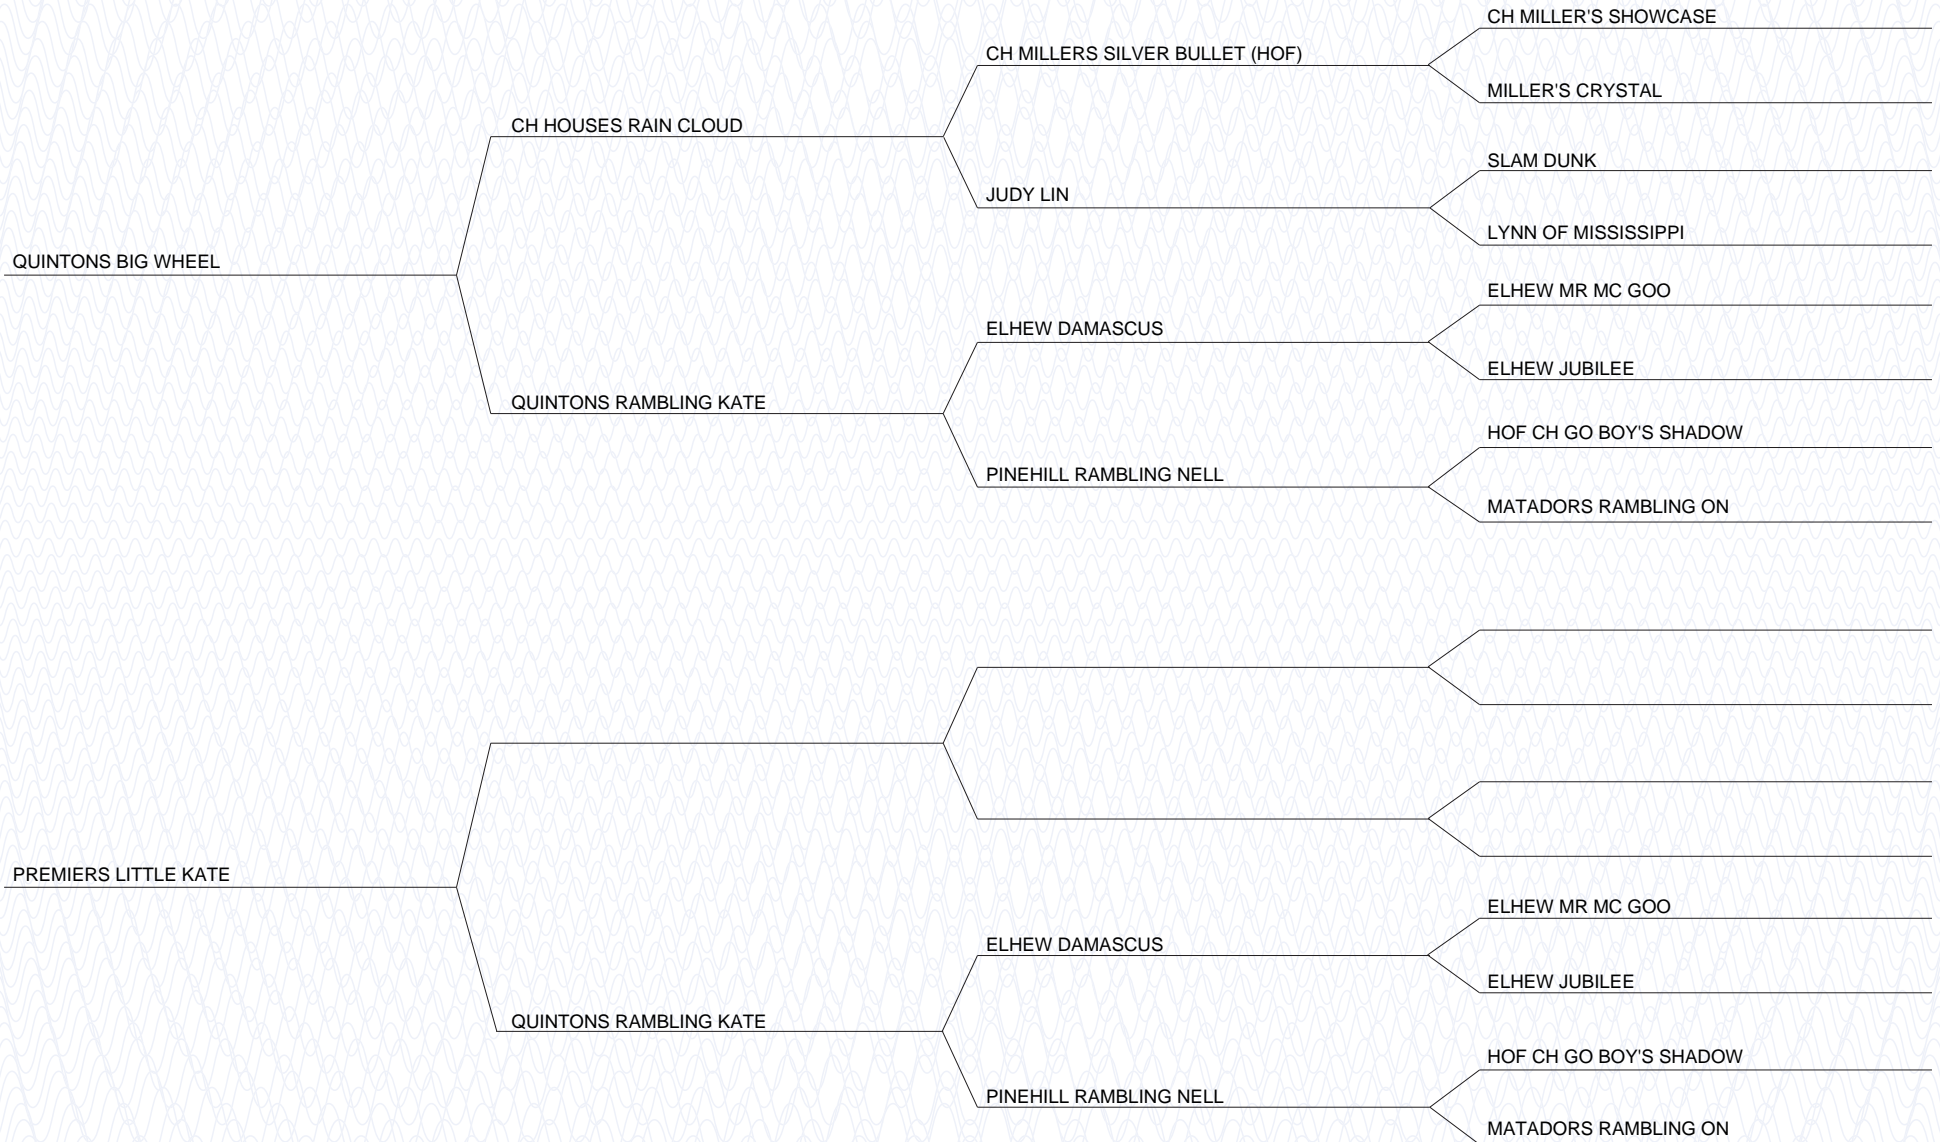 CH MILLER'S SHOWCASE
CH MILLERS SILVER BULLET (HOF)
MILLER'S CRYSTAL
CH HOUSES RAIN CLOUD
SLAM DUNK
JUDY LIN
LYNN OF MISSISSIPPI
QUINTONS BIG WHEEL
ELHEW MR MC GOO
ELHEW DAMASCUS
ELHEW JUBILEE
QUINTONS RAMBLING KATE
HOF CH GO BOY'S SHADOW
PINEHILL RAMBLING NELL
MATADORS RAMBLING ON
PREMIERS LITTLE KATE
ELHEW MR MC GOO
ELHEW DAMASCUS
ELHEW JUBILEE
QUINTONS RAMBLING KATE
HOF CH GO BOY'S SHADOW
PINEHILL RAMBLING NELL
MATADORS RAMBLING ON